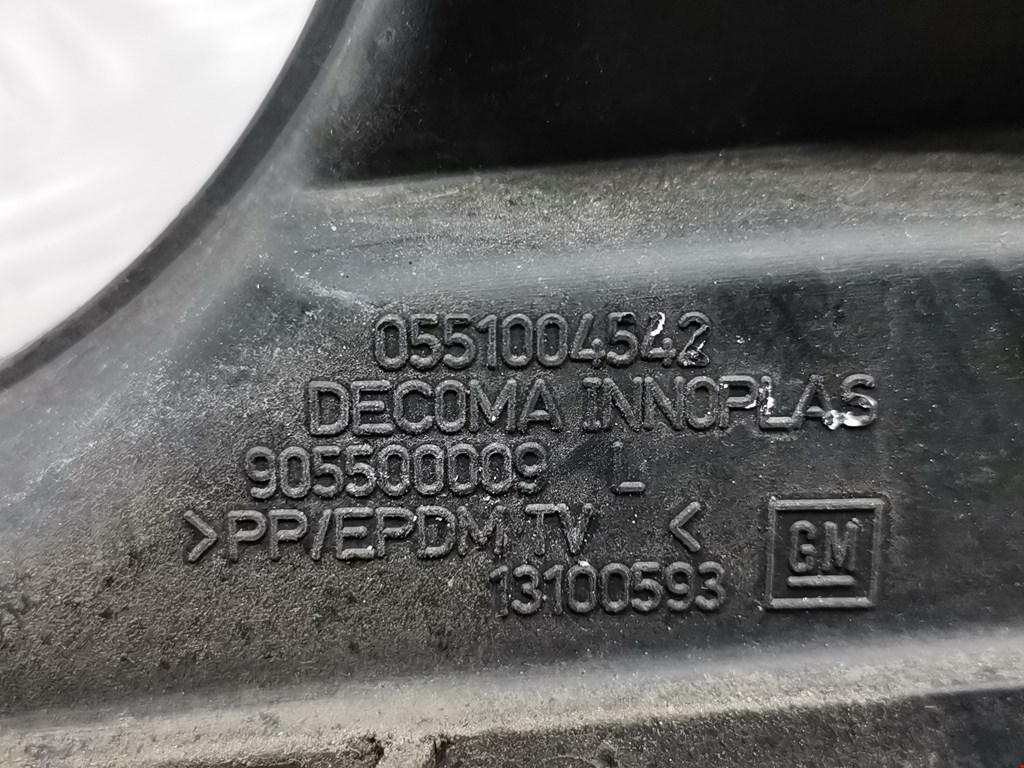 0551004542
DECOMA INNOPLAS
905500009 L
>PP/EPDM TV <
13100593
GM